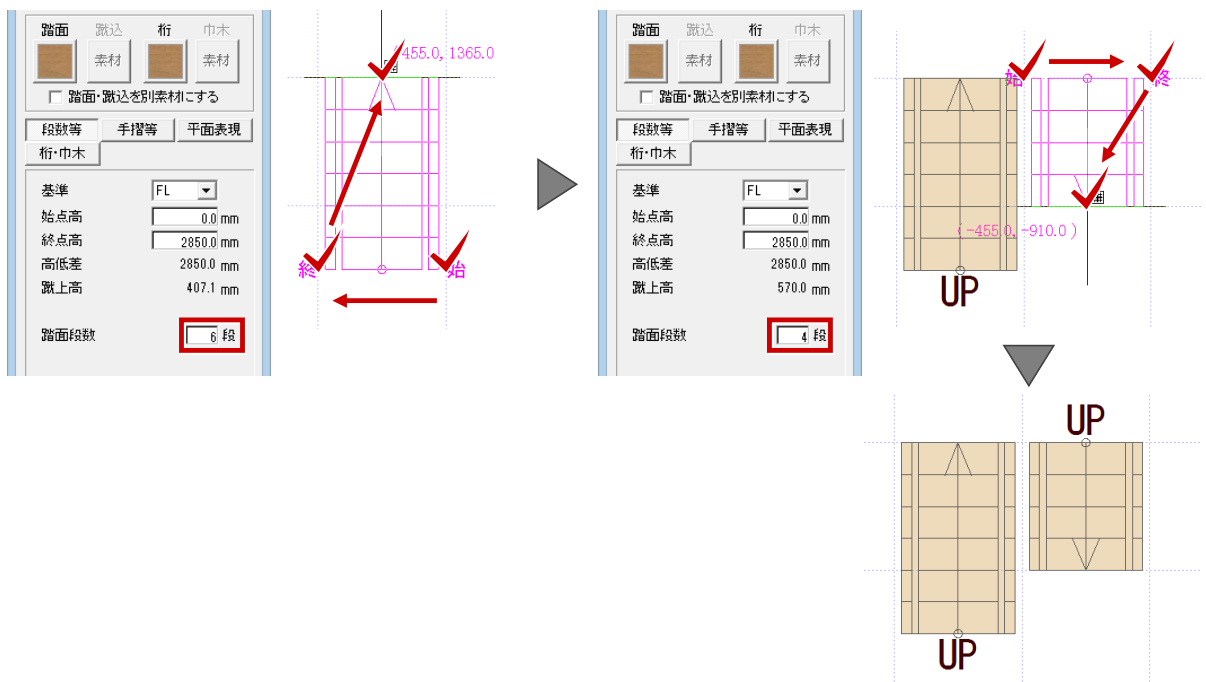 踏面 蹴込 桁 巾木
素材 素材
踏面・蹴込を別素材にする
段数等 手摺等 平面表現
桁・巾木
基準 FL
始点高 0.0 mm
終点高 2850.0 mm
高低差 2850.0 mm
蹴上高 407.1 mm
踏面段数 6 段
(455.0, 1365.0
終 始
踏面 蹴込 桁 巾木
素材 素材
踏面・蹴込を別素材にする
段数等 手摺等 平面表現
桁・巾木
基準 FL
始点高 0.0 mm
終点高 2850.0 mm
高低差 2850.0 mm
蹴上高 570.0 mm
踏面段数 4 段
始 終
(-455.0, -910.0 )
UP
UP
UP